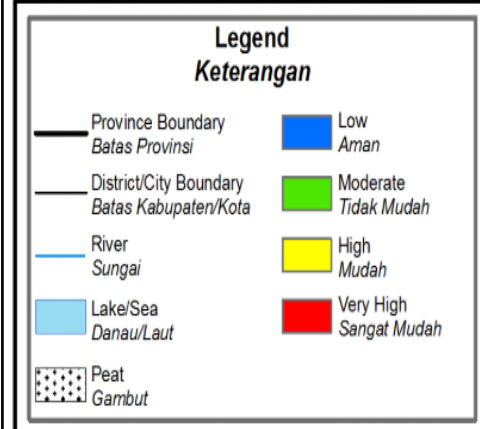 Legend
Keterangan
Province Boundary
Batas Provinsi
District/City Boundary
Batas Kabupaten/Kota
River
Sungai
Lake/Sea
Danau/Laut
Peat
Gambut
Low
Aman
Moderate
Tidak Mudah
High
Mudah
Very High
Sangat Mudah